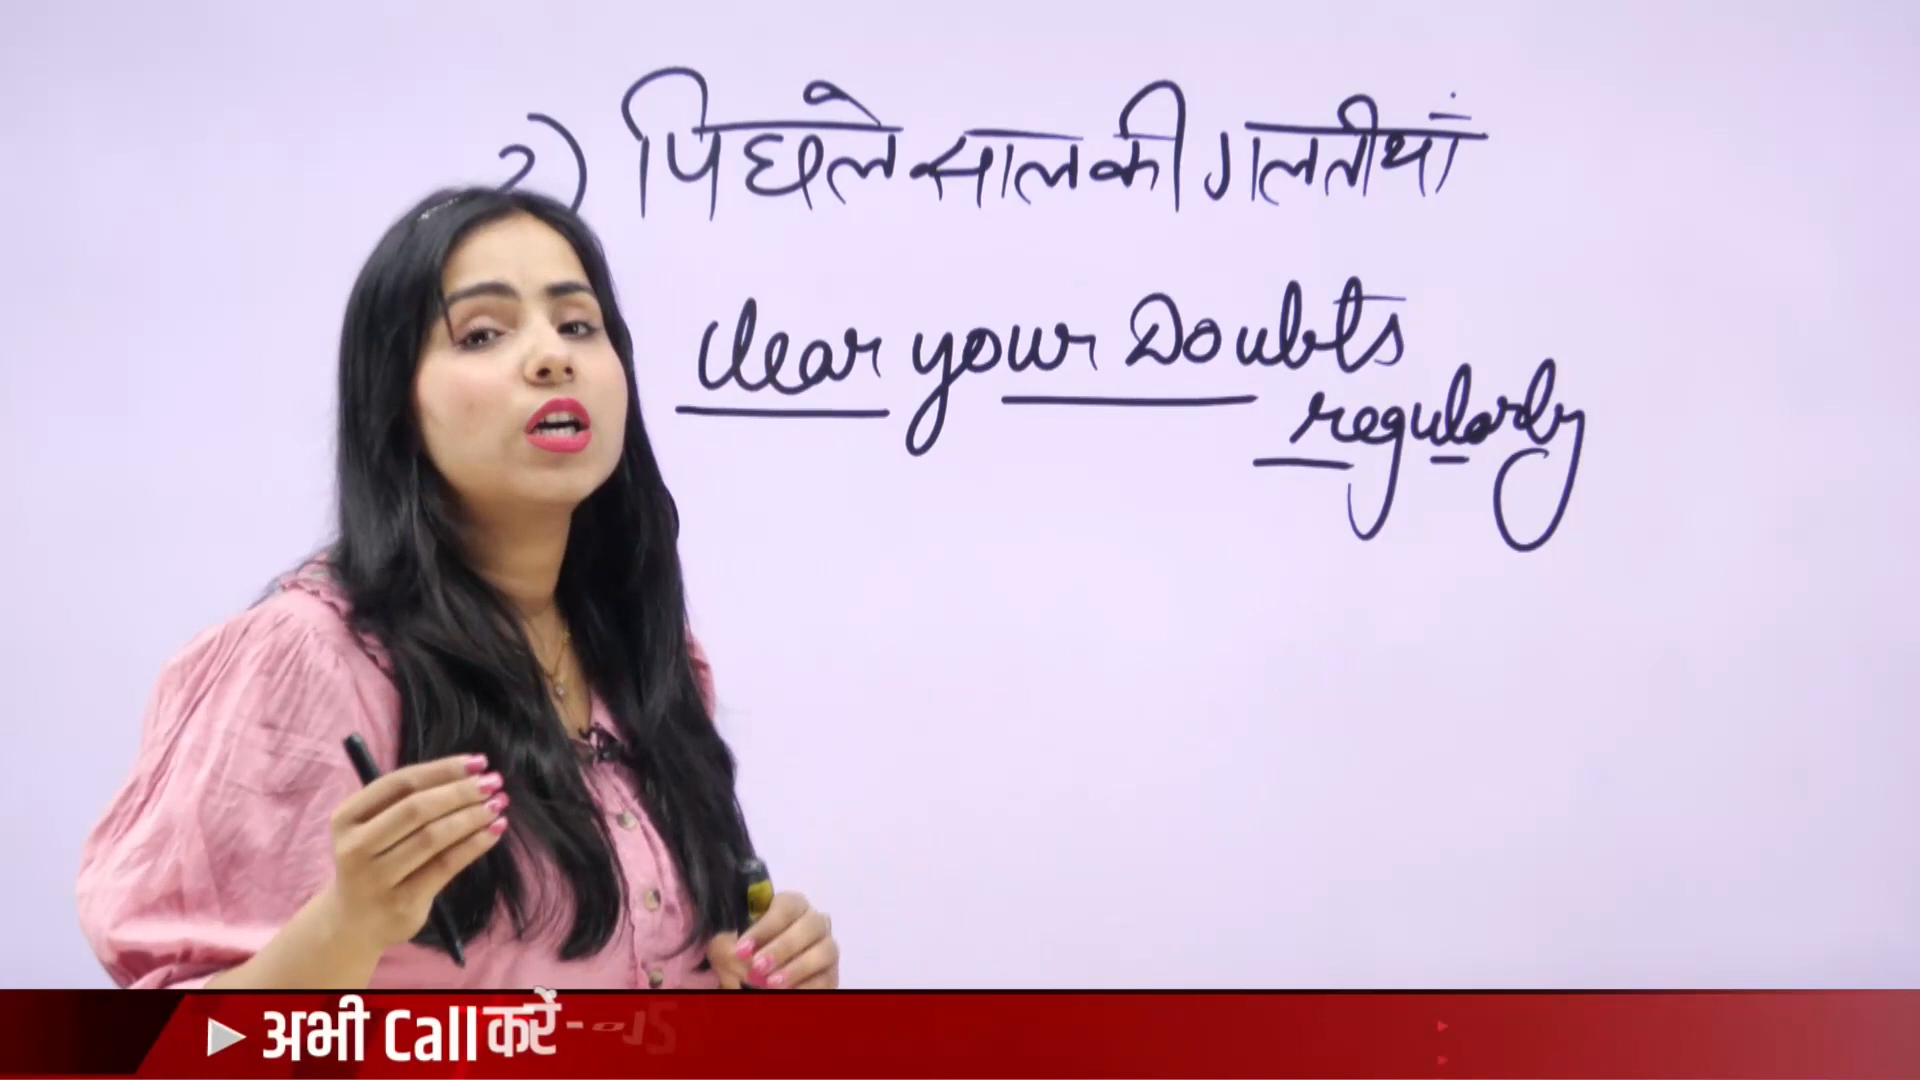 2) पिछले साल की गलतीयां
Clear your Doubts
regularly
अभी Call करें-